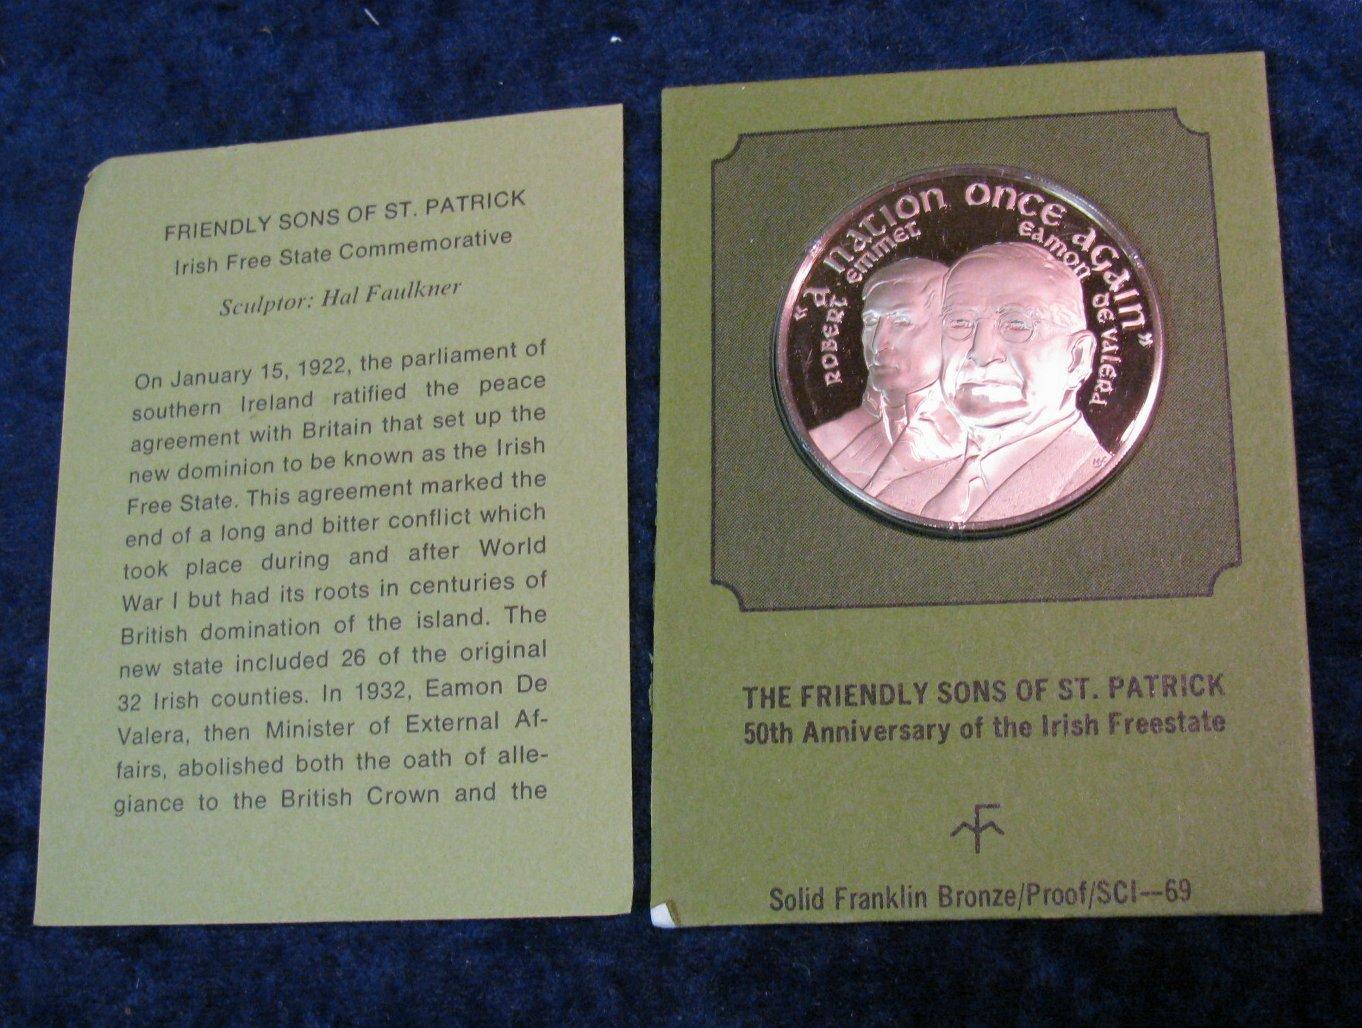 FRIENDLY SONS OF ST. PATRICK
Irish Free State Commemorative
Sculptor: Hal Faulkner
On January 15, 1922, the parliament of
southern Ireland ratified the peace
agreement with Britain that set up the
new dominion to be known as the Irish
Free State. This agreement marked the
end of a long and bitter conflict which
took place during and after World
War I but had its roots in centuries of
British domination of the island. The
new state included 26 of the original
32 Irish counties. In 1932, Eamon De
Valera, then Minister of External Af-
fairs, abolished both the oath of alle-
giance to the British Crown and the
"A NATION ONCE AGAIN"
ROBERT EMMET
EAMON DE VALERA
THE FRIENDLY SONS OF ST. PATRICK
50th Anniversary of the Irish Freestate
Solid Franklin Bronze/Proof/SCI—69